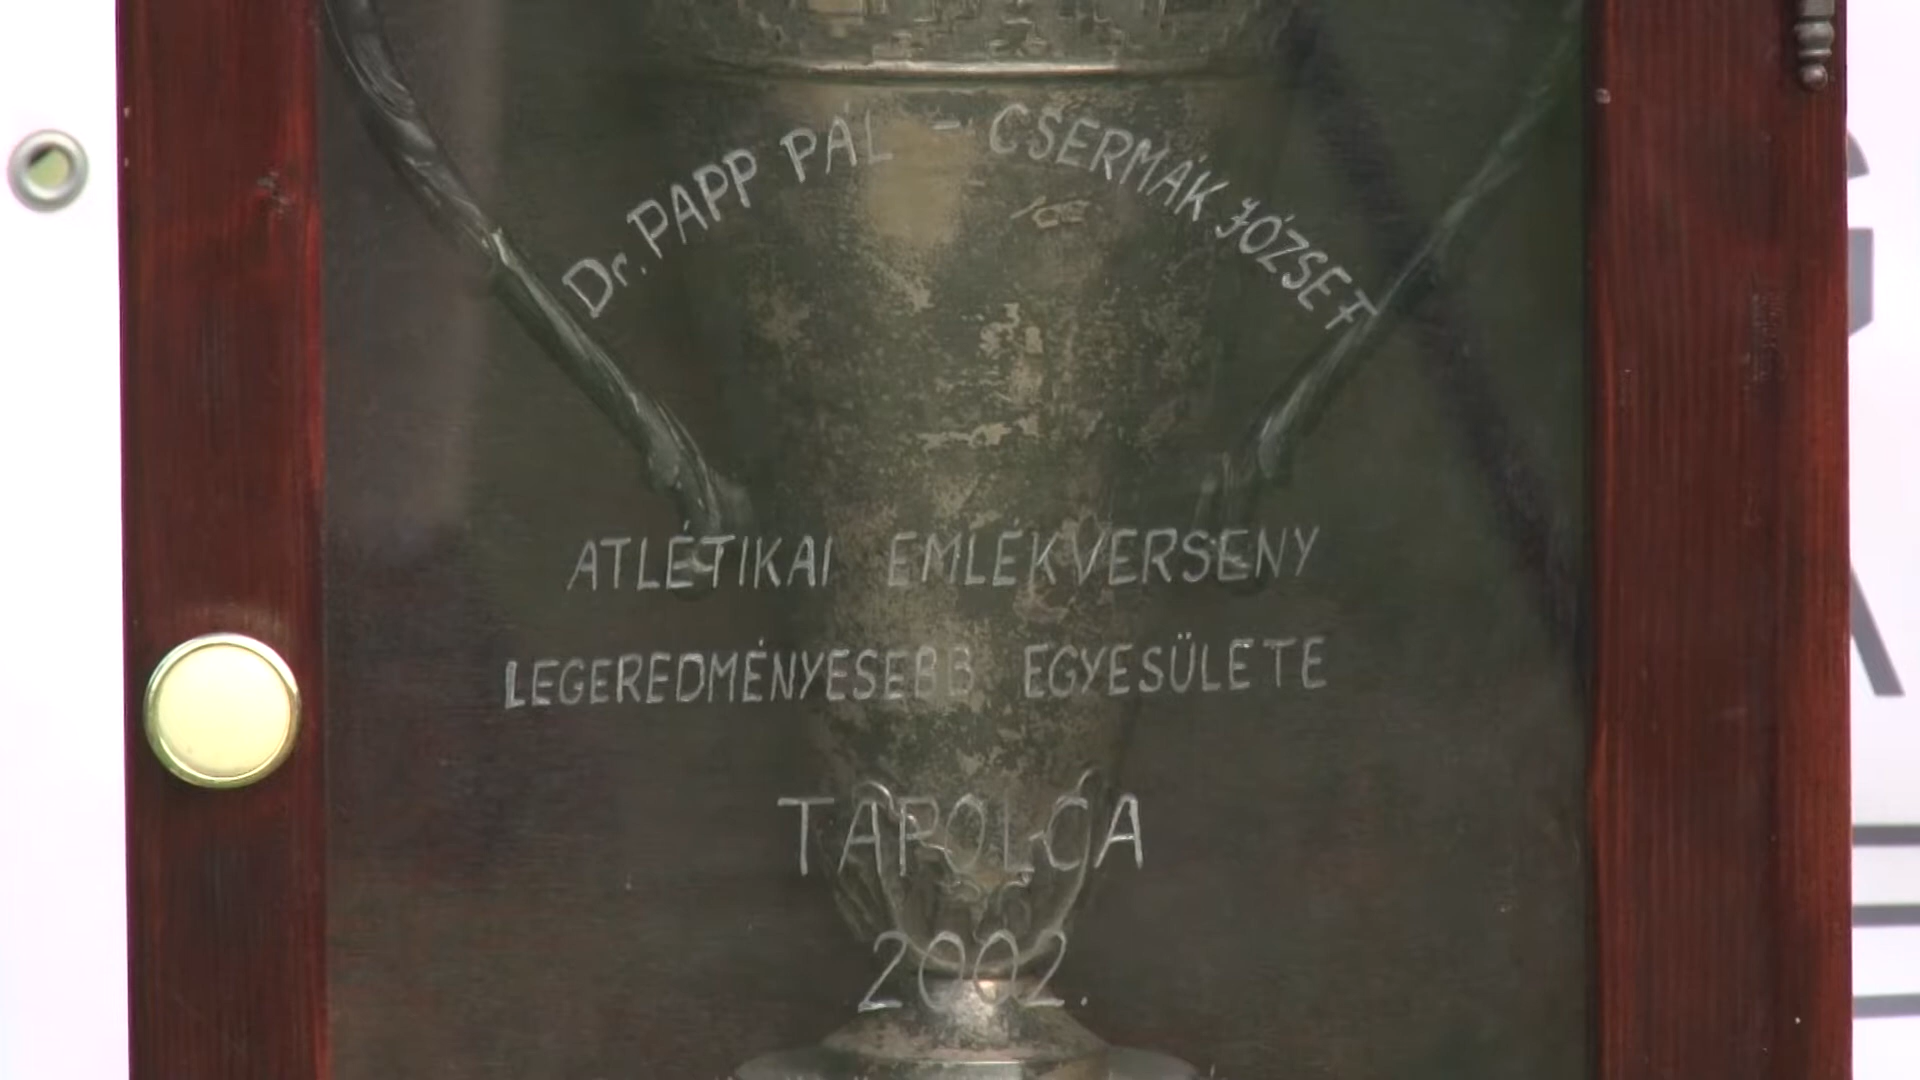 Dr. PAPP PÁL - CSERMÁK JÓZSEF
ATLÉTIKAI EMLÉKVERSENY
LEGEREDMÉNYESEBB EGYESÜLETE
TAPOLCA
2002.